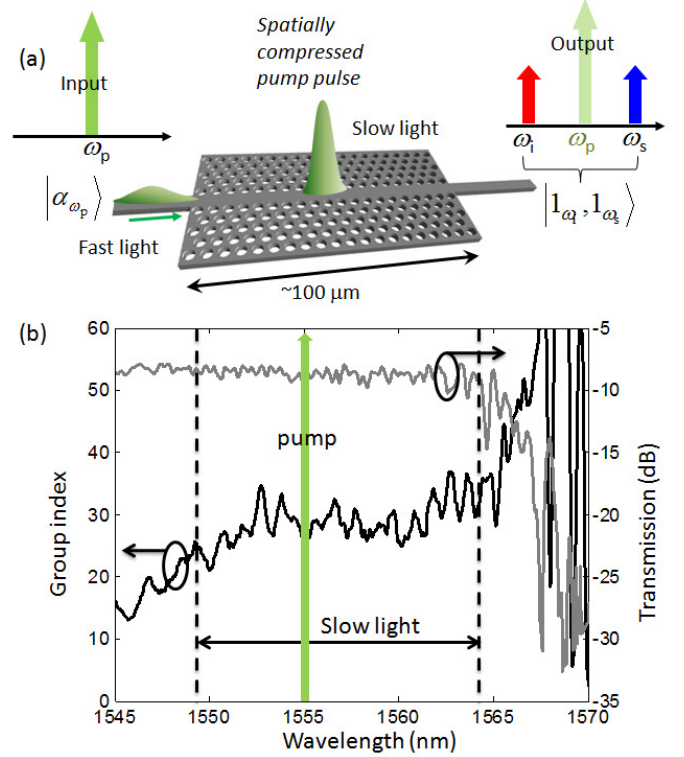 (a)
Input
ωp
Spatially
compressed
pump pulse
Slow light
Output
ωi ωp ωs
|αωp⟩
Fast light
|1ωi, 1ωs⟩
~100 μm
(b)
60
50
40
30
20
10
0
Group index
pump
Slow light
-5
-10
-15
-20
-25
-30
-35
Transmission (dB)
1545 1550 1555 1560 1565 1570
Wavelength (nm)